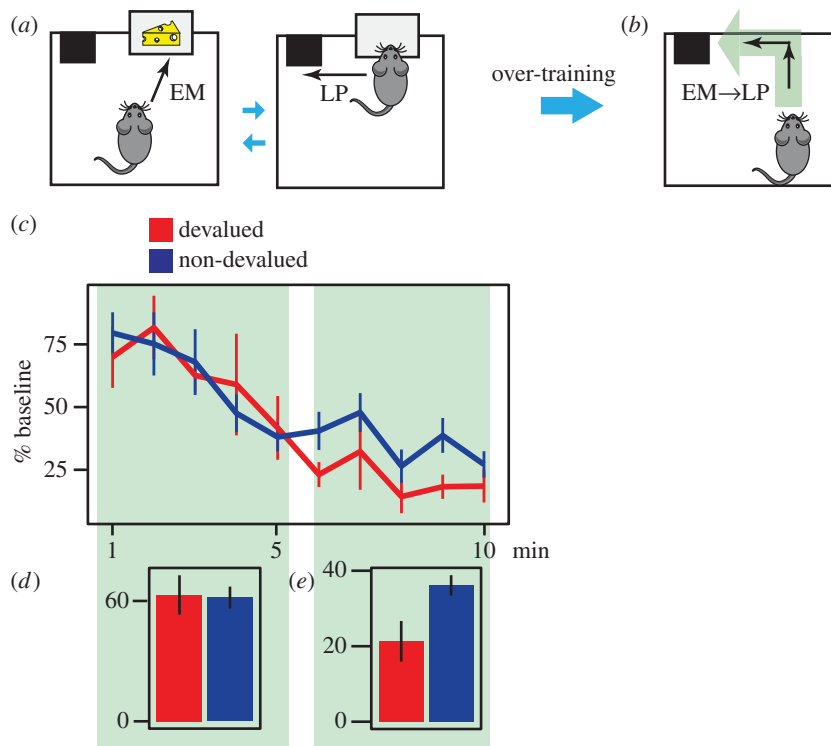 (a)
EM
LP
over-training
(b)
EM→LP
(c)
devalued
non-devalued
% baseline
75
50
25
1
5
10
min
(d)
60
0
(e)
40
20
0